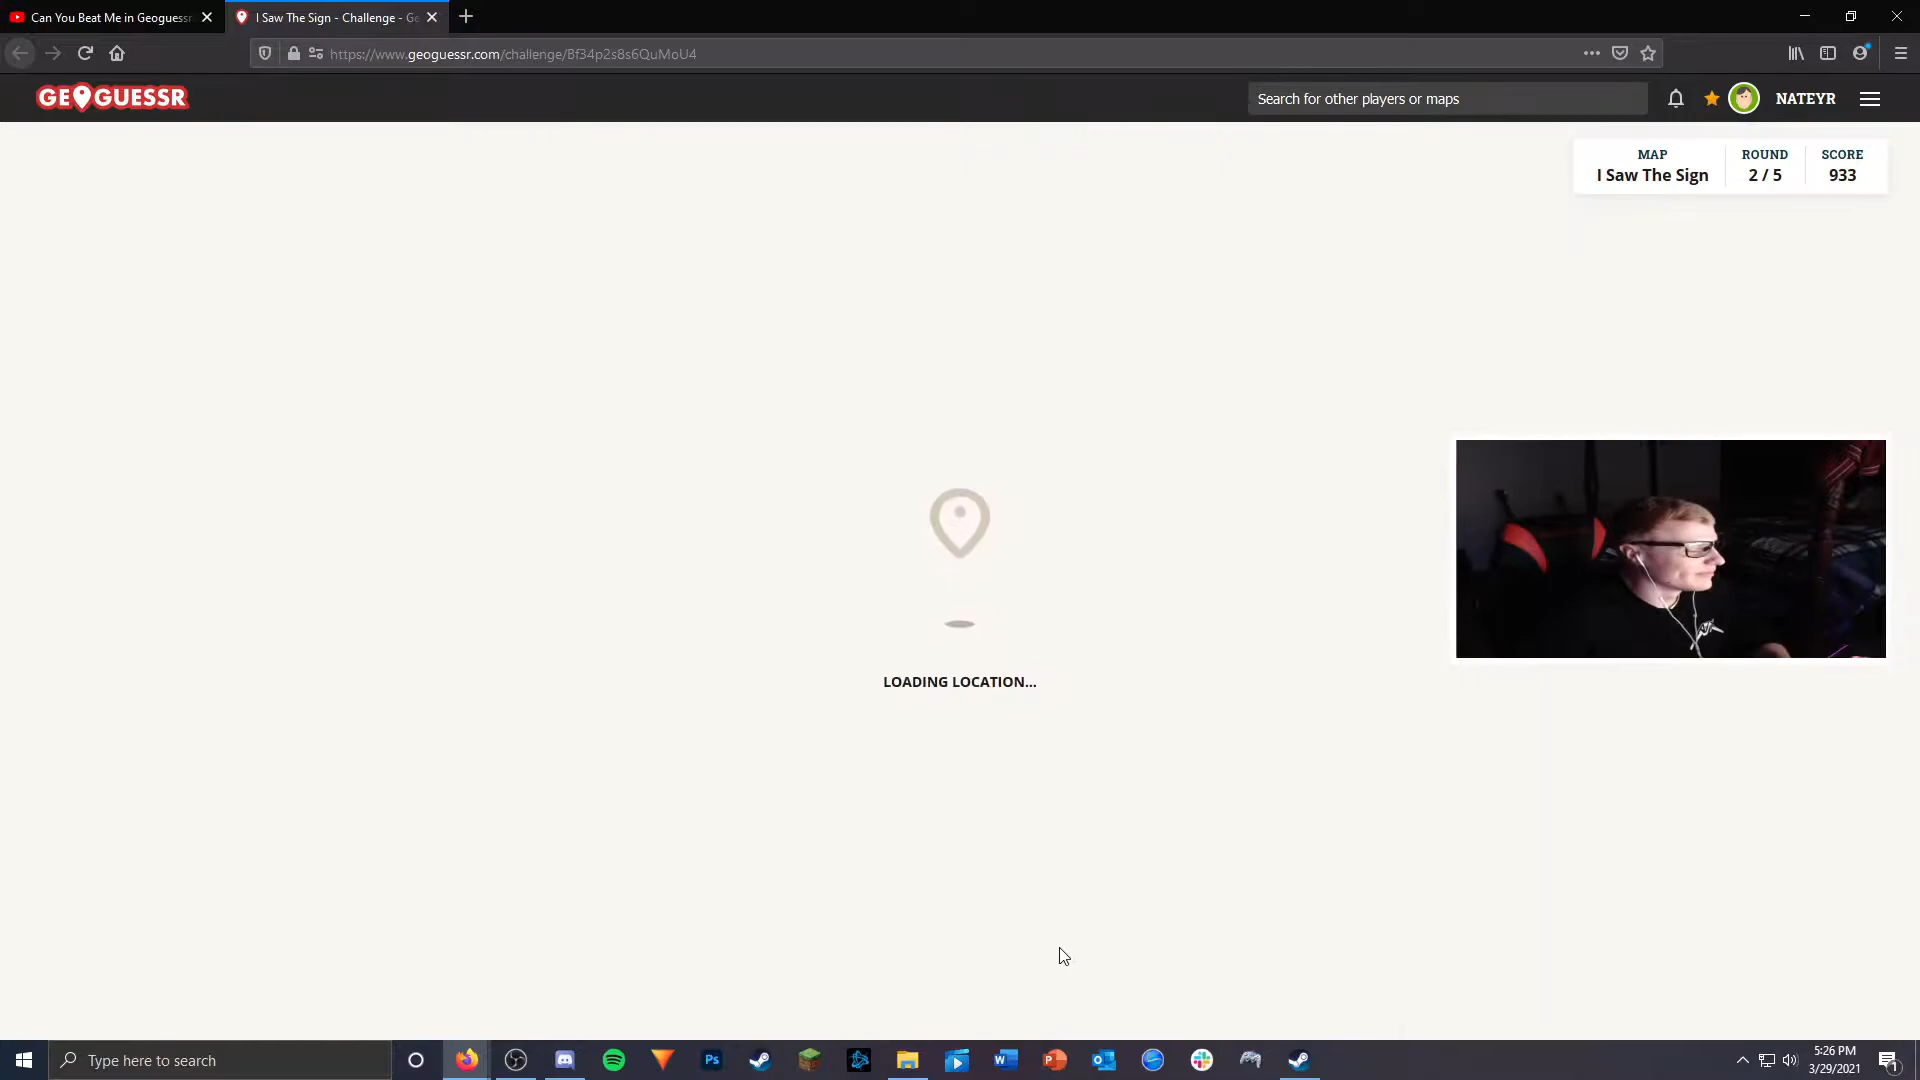 Can You Beat Me in Geoguessr
I Saw The Sign - Challenge - Ge
https://www.geoguessr.com/challenge/Bf34p2s8s6QuMoU4
GEOGUESSR
Search for other players or maps
NATEYR
MAP
I Saw The Sign
ROUND
2 / 5
SCORE
933
LOADING LOCATION...
Type here to search
Ps
5:26 PM
3/29/2021
1